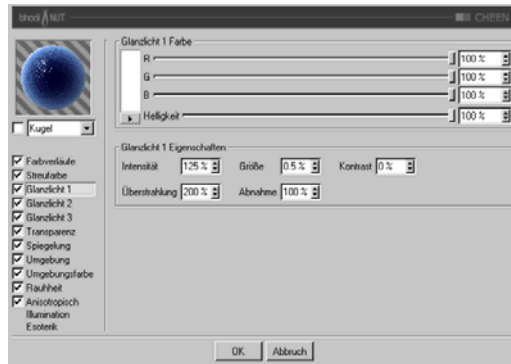 bhodi NUT
CHEEN
Kugel
Farbverläufe
Streufarbe
Glanzlicht 1
Glanzlicht 2
Glanzlicht 3
Transparenz
Spiegelung
Umgebung
Umgebungsfarbe
Rauhheit
Anisotropisch
Illumination
Esoterik
Glanzlicht 1 Farbe
R 100 %
G 100 %
B 100 %
Helligkeit 100 %
Glanzlicht 1 Eigenschaften
Intensität 125 % Größe 0.5 % Kontrast 0 %
Überstrahlung 200 % Abnahme 100 %
OK Abbruch